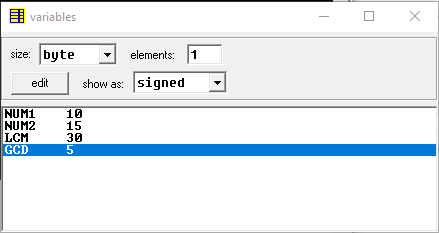 variables
size: byte elements: 1
edit show as: signed
NUM1 10
NUM2 15
LCM 30
GCD 5